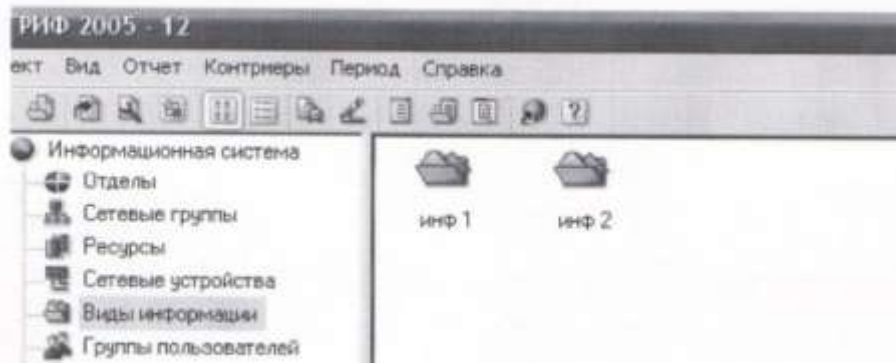 РИФ 2005 - 12
ект Вид Отчет Контрмеры Период Справка
Информационная система
Отделы
Сетевые группы
инф 1 инф 2
Ресурсы
Сетевые устройства
Виды информации
Группы пользователей